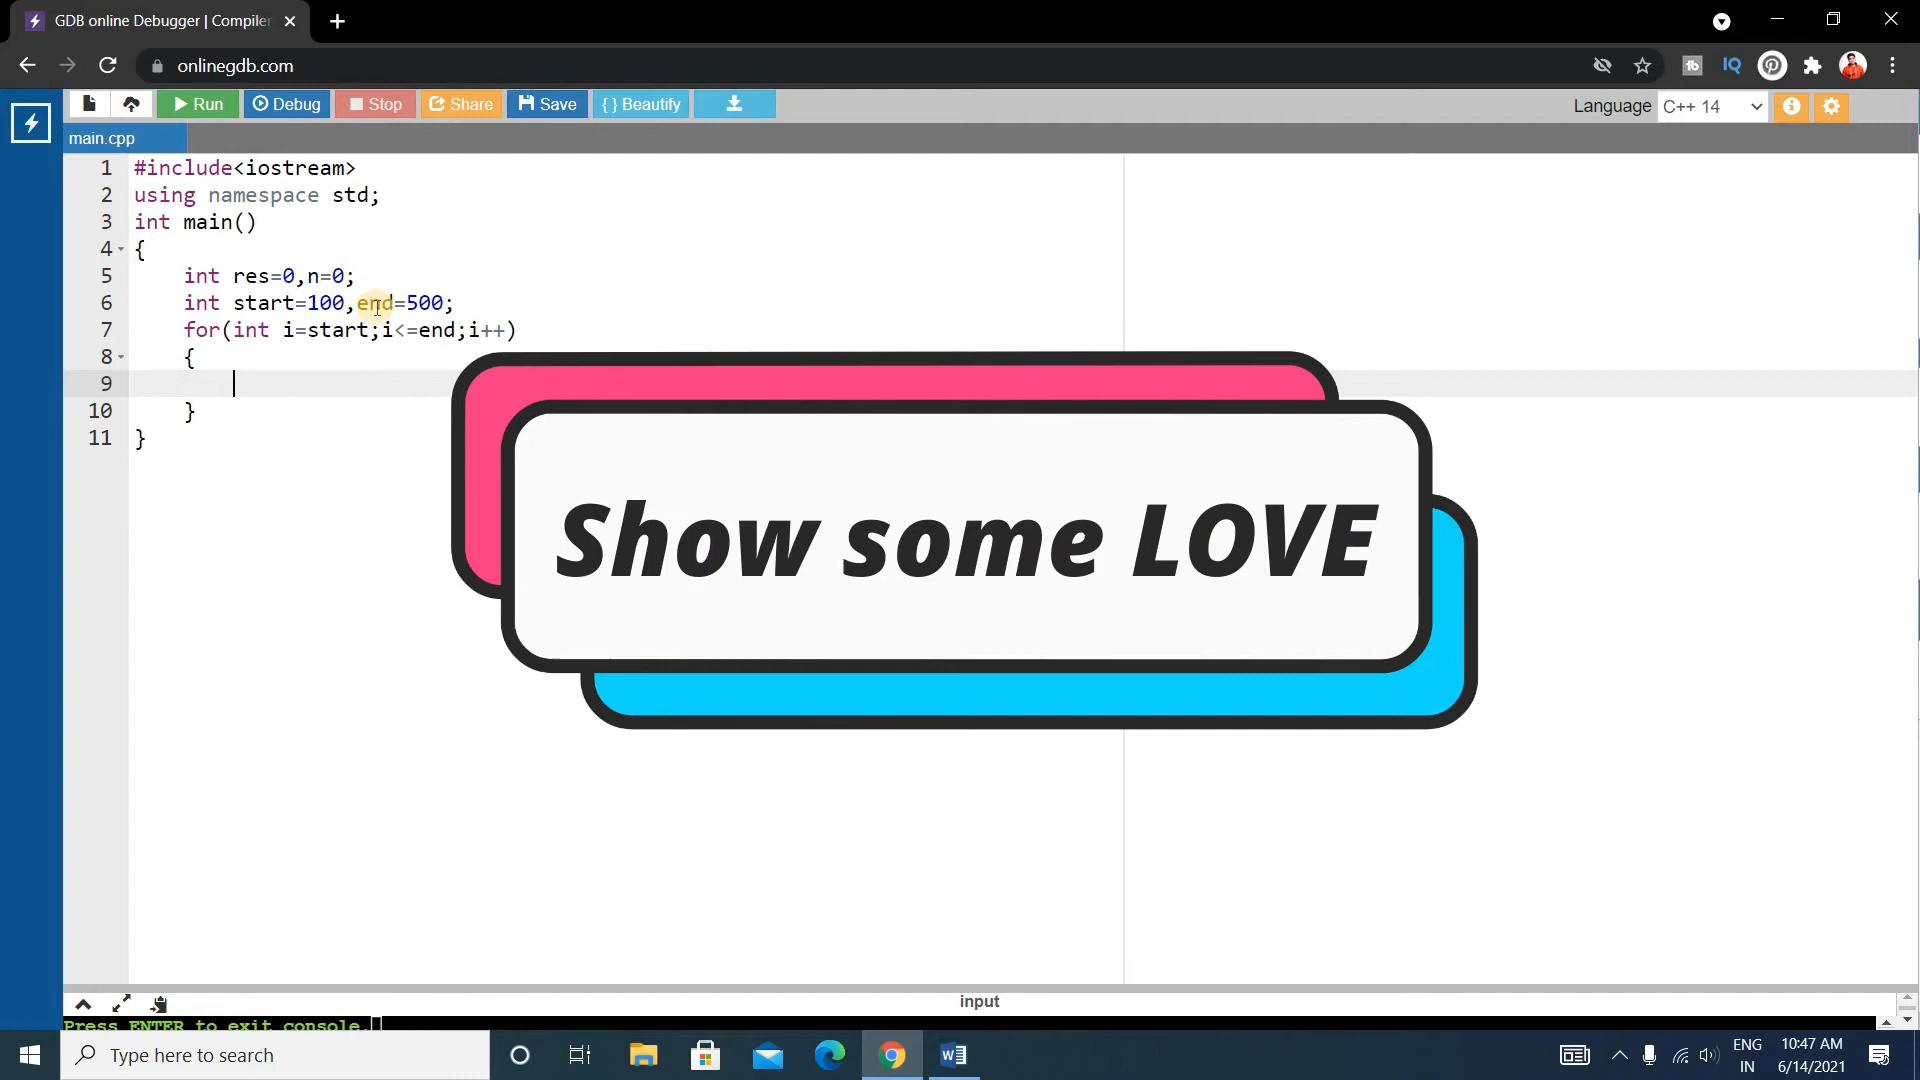 GDB online Debugger | Compiler
onlinegdb.com
Run
Debug
Stop
Share
Save
{ } Beautify
Language C++ 14
main.cpp
1 #include<iostream>
2 using namespace std;
3 int main()
4 {
5 int res=0,n=0;
6 int start=100,end=500;
7 for(int i=start;i<=end;i++)
8 {
9
10 }
11 }
Show some LOVE
input
Press ENTER to exit console.
Type here to search
ENG
IN
10:47 AM
6/14/2021
tb
IQ